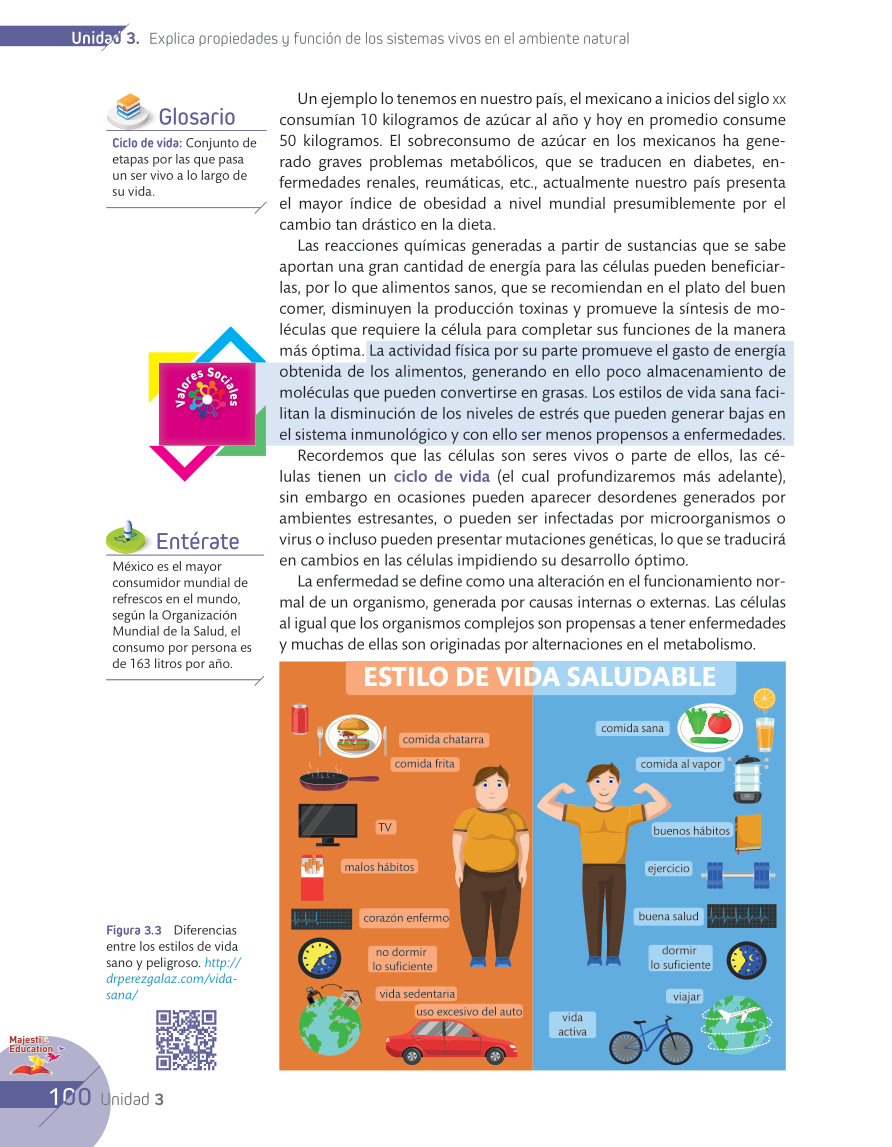 Unidad 3. Explica propiedades y función de los sistemas vivos en el ambiente natural
Glosario
Ciclo de vida: Conjunto de
etapas por las que pasa
un ser vivo a lo largo de
su vida.
Un ejemplo lo tenemos en nuestro país, el mexicano a inicios del siglo xx
consumían 10 kilogramos de azúcar al año y hoy en promedio consume
50 kilogramos. El sobreconsumo de azúcar en los mexicanos ha gene-
rado graves problemas metabólicos, que se traducen en diabetes, en-
fermedades renales, reumáticas, etc., actualmente nuestro país presenta
el mayor índice de obesidad a nivel mundial presumiblemente por el
cambio tan drástico en la dieta.
Las reacciones químicas generadas a partir de sustancias que se sabe
aportan una gran cantidad de energía para las células pueden beneficiar-
las, por lo que alimentos sanos, que se recomiendan en el plato del buen
comer, disminuyen la producción toxinas y promueve la síntesis de mo-
léculas que requiere la célula para completar sus funciones de la manera
más óptima. La actividad física por su parte promueve el gasto de energía
obtenida de los alimentos, generando en ello poco almacenamiento de
moléculas que pueden convertirse en grasas. Los estilos de vida sana faci-
litan la disminución de los niveles de estrés que pueden generar bajas en
el sistema inmunológico y con ello ser menos propensos a enfermedades.
Valores Sociales
Recordemos que las células son seres vivos o parte de ellos, las cé-
lulas tienen un ciclo de vida (el cual profundizaremos más adelante),
sin embargo en ocasiones pueden aparecer desordenes generados por
ambientes estresantes, o pueden ser infectadas por microorganismos o
virus o incluso pueden presentar mutaciones genéticas, lo que se traducirá
en cambios en las células impidiendo su desarrollo óptimo.
La enfermedad se define como una alteración en el funcionamiento nor-
mal de un organismo, generada por causas internas o externas. Las células
al igual que los organismos complejos son propensas a tener enfermedades
y muchas de ellas son originadas por alternaciones en el metabolismo.
Entérate
México es el mayor
consumidor mundial de
refrescos en el mundo,
según la Organización
Mundial de la Salud, el
consumo por persona es
de 163 litros por año.
ESTILO DE VIDA SALUDABLE
comida chatarra
comida frita
TV
malos hábitos
corazón enfermo
no dormir
lo suficiente
vida sedentaria
uso excesivo del auto
comida sana
comida al vapor
buenos hábitos
ejercicio
buena salud
dormir
lo suficiente
viajar
vida
activa
Figura 3.3 Diferencias
entre los estilos de vida
sano y peligroso. http://
drperezgalaz.com/vida-
sana/
Majestic
Education
100 Unidad 3